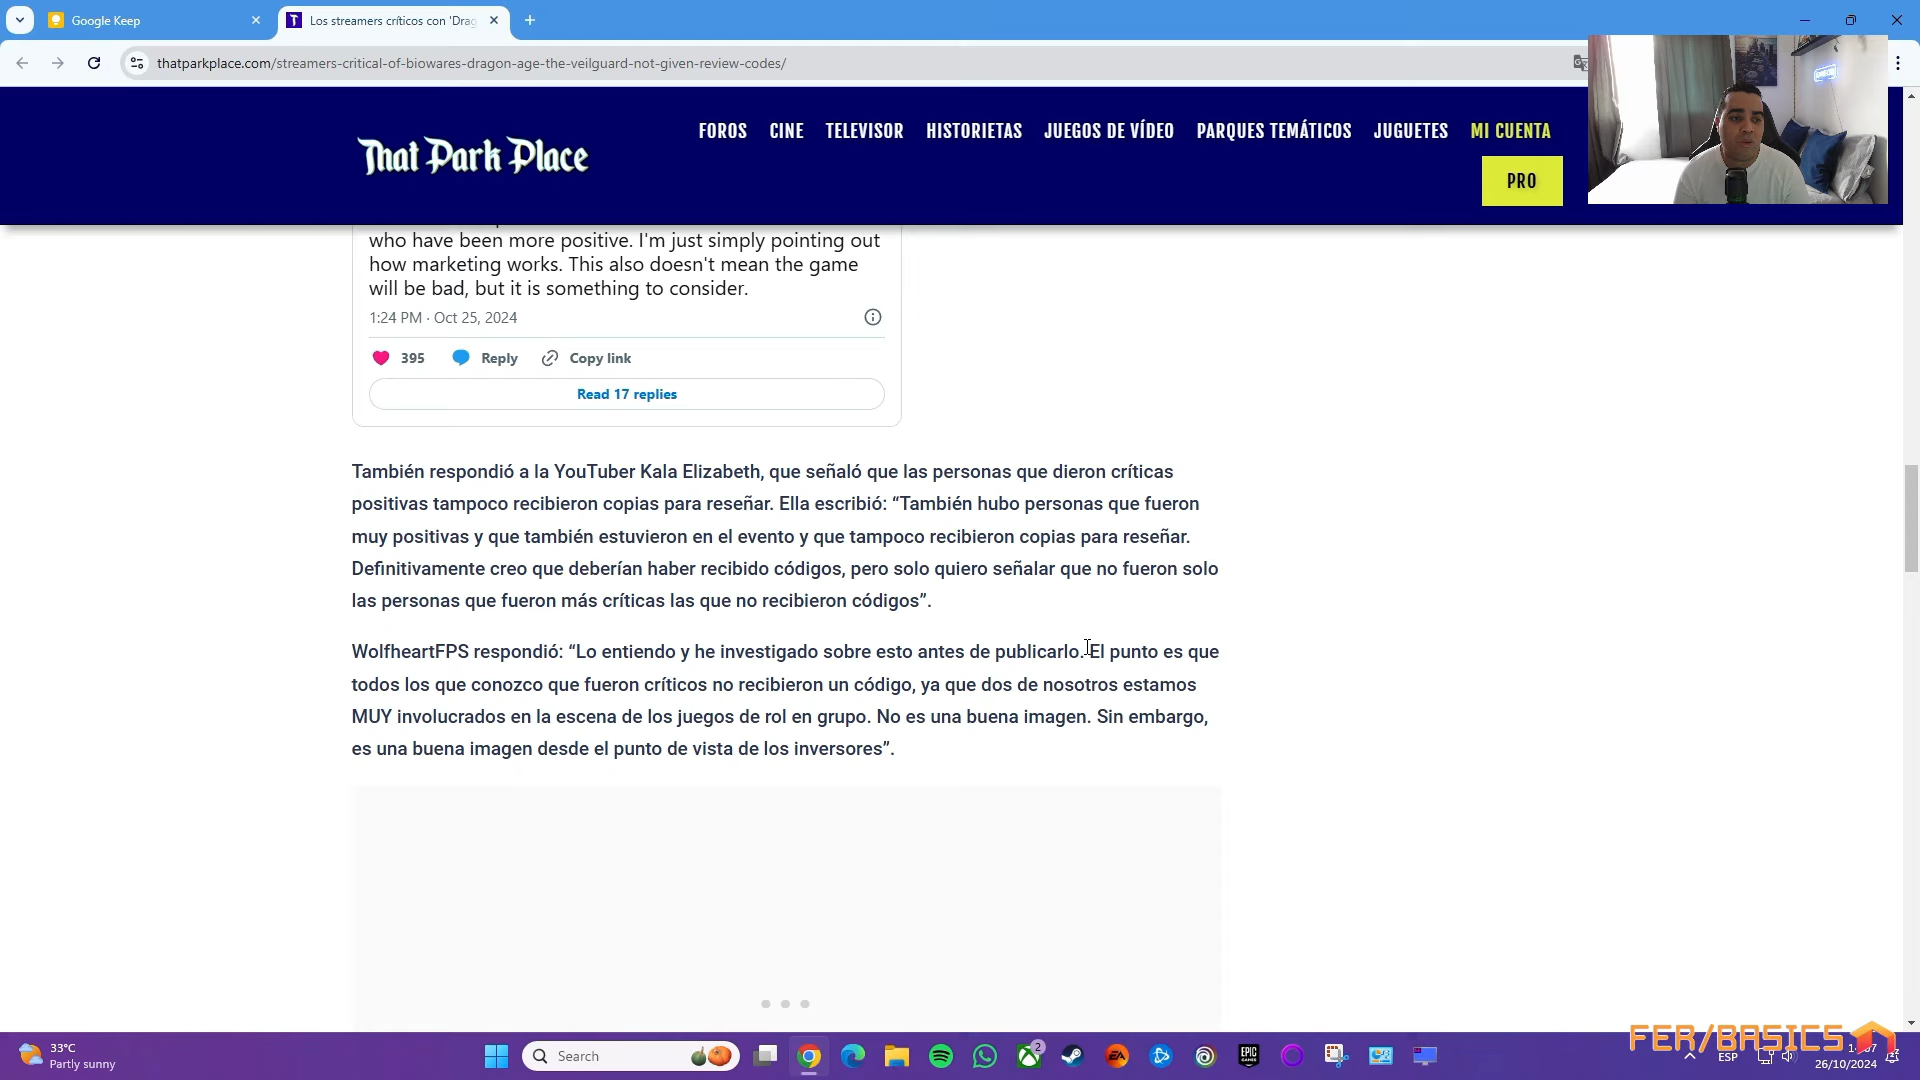 Google Keep
Los streamers críticos con 'Drag
thatparkplace.com/streamers-critical-of-biowares-dragon-age-the-veilguard-not-given-review-codes/
That Park Place
FOROS CINE TELEVISOR HISTORIETAS JUEGOS DE VÍDEO PARQUES TEMÁTICOS JUGUETES MI CUENTA
PRO
who have been more positive. I'm just simply pointing out
how marketing works. This also doesn't mean the game
will be bad, but it is something to consider.
1:24 PM · Oct 25, 2024
395 Reply Copy link
Read 17 replies
También respondió a la YouTuber Kala Elizabeth, que señaló que las personas que dieron críticas
positivas tampoco recibieron copias para reseñar. Ella escribió: “También hubo personas que fueron
muy positivas y que también estuvieron en el evento y que tampoco recibieron copias para reseñar.
Definitivamente creo que deberían haber recibido códigos, pero solo quiero señalar que no fueron solo
las personas que fueron más críticas las que no recibieron códigos”.
WolfheartFPS respondió: “Lo entiendo y he investigado sobre esto antes de publicarlo. El punto es que
todos los que conozco que fueron críticos no recibieron un código, ya que dos de nosotros estamos
MUY involucrados en la escena de los juegos de rol en grupo. No es una buena imagen. Sin embargo,
es una buena imagen desde el punto de vista de los inversores”.
FER/BASICS
33°C
Partly sunny
Search
2
EPIC
EA
ESP
26/10/2024